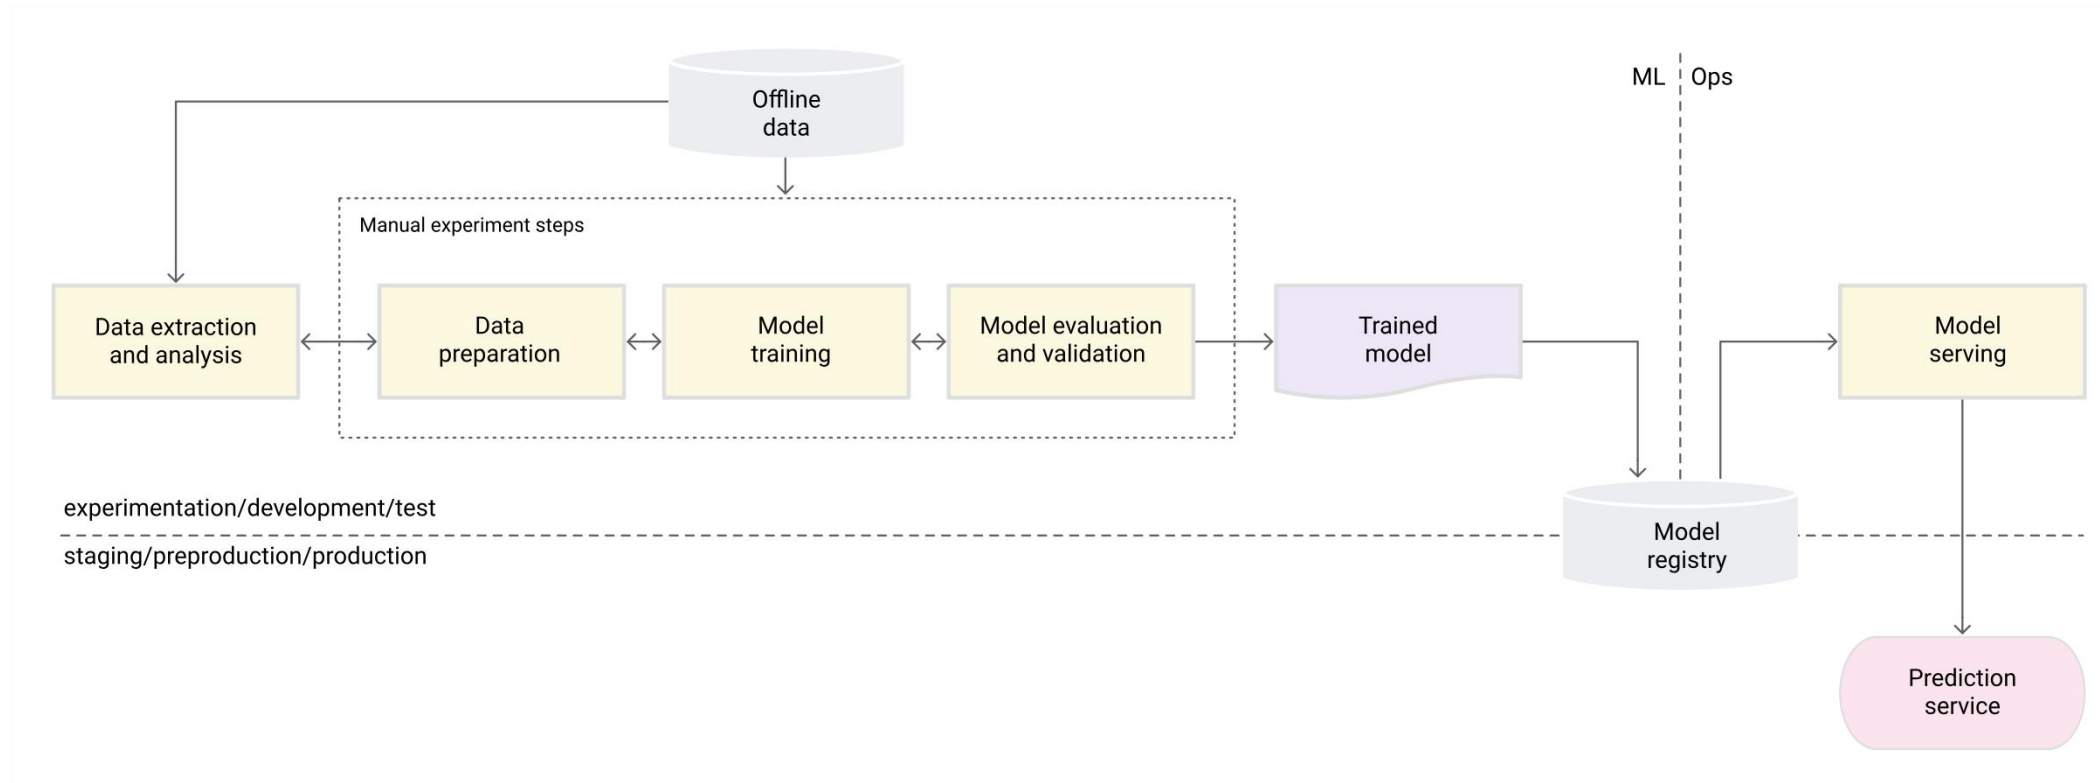 Offline
data
ML
Ops
Manual experiment steps
Data extraction
and analysis
Data
preparation
Model
training
Model evaluation
and validation
Trained
model
Model
serving
experimentation/development/test
staging/preproduction/production
Model
registry
Prediction
service